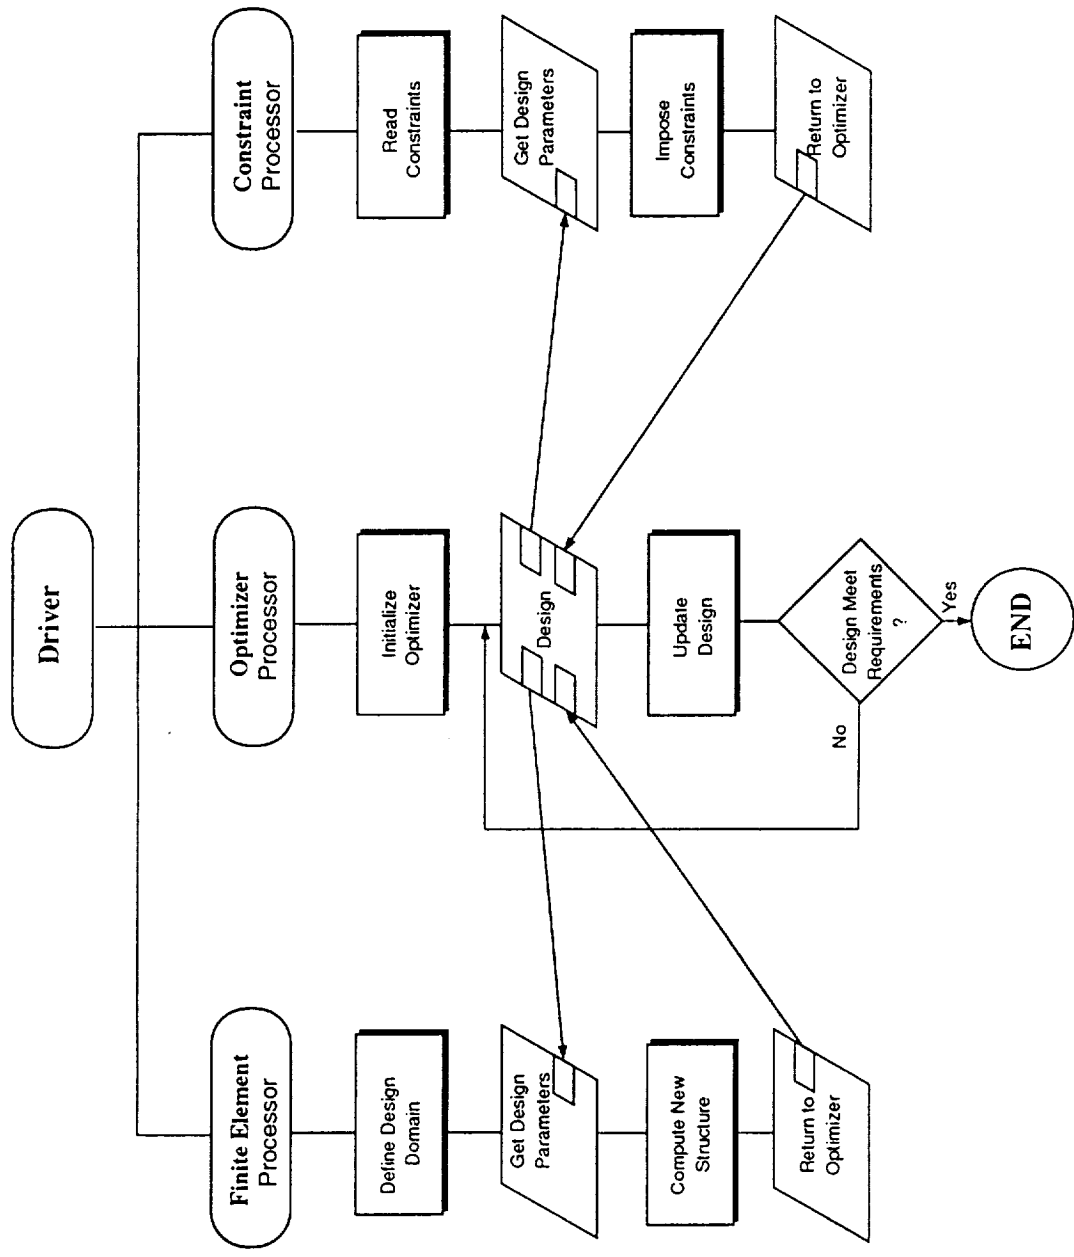 Driver
Finite Element
Processor
Define Design
Domain
Get Design
Parameters
Compute New
Structure
Return to
Optimizer
Optimizer
Processor
Initialize
Optimizer
Design
Update
Design
Design Meet
Requirements
?
No
Yes
END
Constraint
Processor
Read
Constraints
Get Design
Parameters
Impose
Constraints
Return to
Optimizer